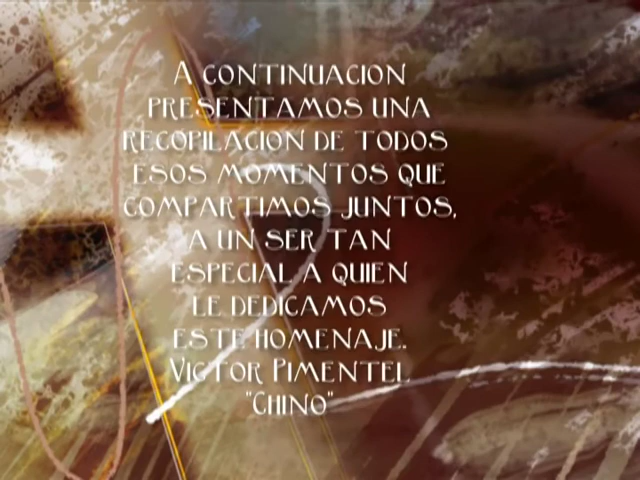 A CONTINUACION
PRESENTAMOS UNA
RECOPILACION DE TODOS
ESOS MOMENTOS QUE
COMPARTIMOS JUNTOS,
A UN SER TAN
ESPECIAL A QUIEN
LE DEDICAMOS
ESTE HOMENAJE.
VICTOR PIMENTEL
"CHINO"